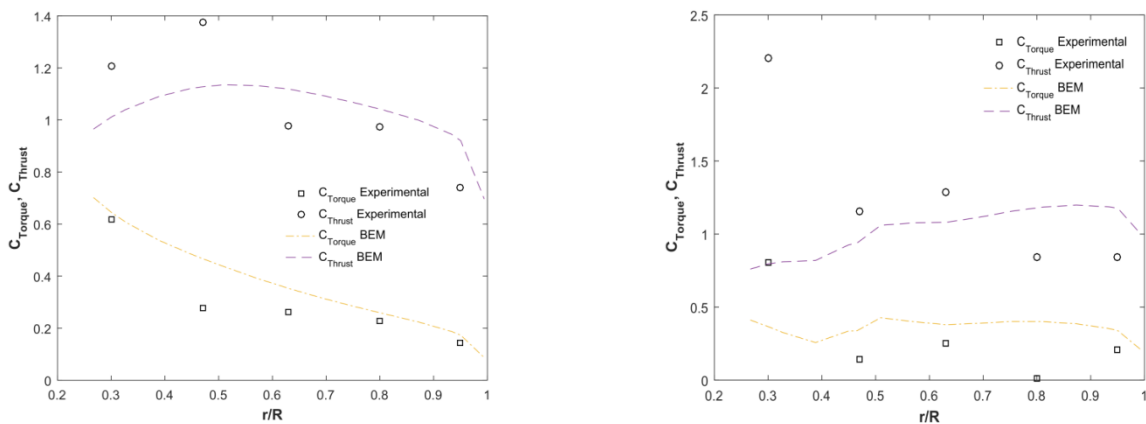 1.4
1.2
1
0.8
0.6
0.4
0.2
0
C_Torque, C_Thrust
C_Torque Experimental
C_Thrust Experimental
C_Torque BEM
C_Thrust BEM
0.2 0.3 0.4 0.5 0.6 0.7 0.8 0.9 1
r/R
2.5
2
1.5
1
0.5
0
C_Torque, C_Thrust
C_Torque Experimental
C_Thrust Experimental
C_Torque BEM
C_Thrust BEM
0.2 0.3 0.4 0.5 0.6 0.7 0.8 0.9 1
r/R